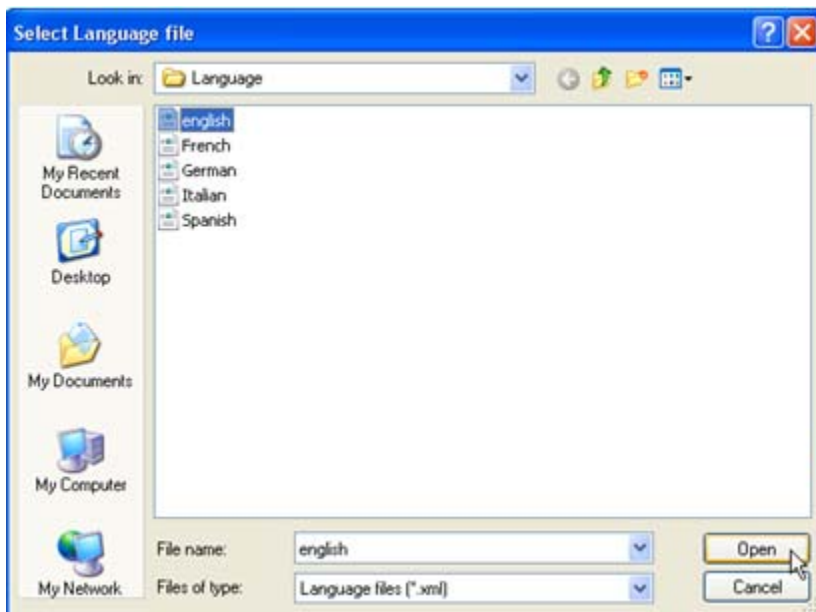 Select Language file
Look in: Language
english
French
German
Italian
Spanish
My Recent
Documents
Desktop
My Documents
My Computer
My Network
File name: english
Open
Files of type: Language files (*.xml)
Cancel